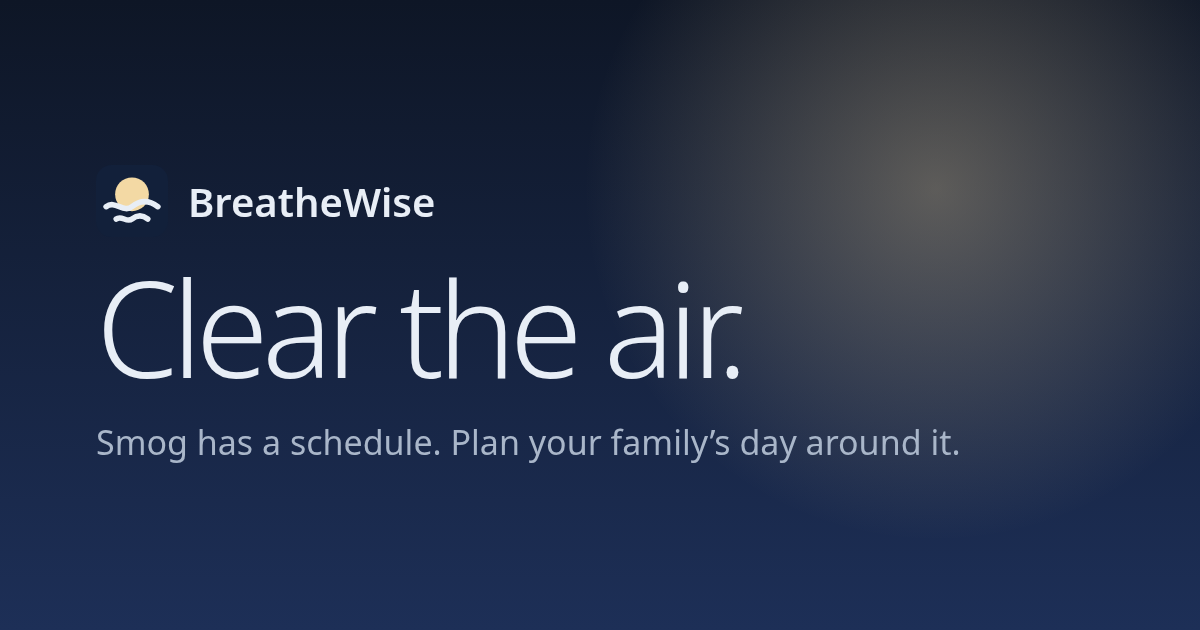 BreatheWise
Clear the air.
Smog has a schedule. Plan your family’s day around it.